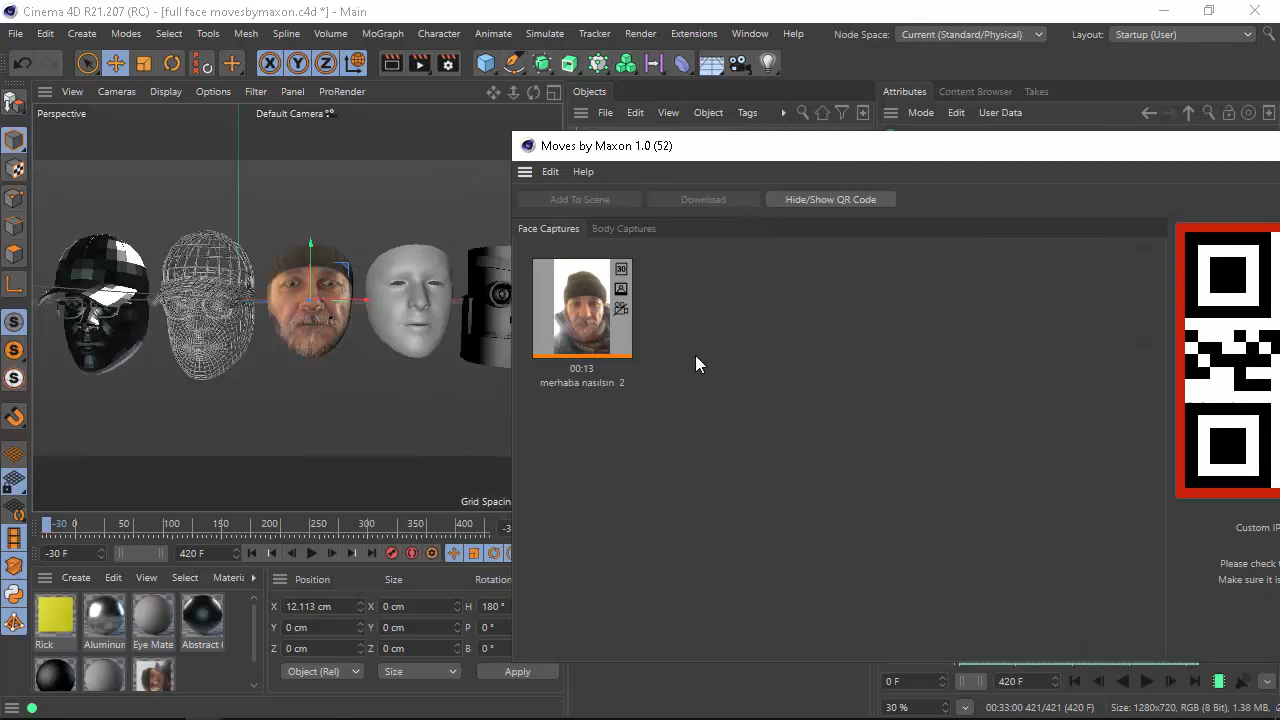 Cinema 4D R21.207 (RC) - [full face movesbymaxon.c4d *] - Main
File Edit Create Modes Select Tools Mesh Spline Volume MoGraph Character Animate Simulate Tracker Render Extensions Window Help Node Space: Current (Standard/Physical) Layout: Startup (User)
View Cameras Display Options Filter Panel ProRender
Objects
Attributes Content Browser Takes
File Edit View Object Tags
Mode Edit User Data
Perspective
Default Camera
Moves by Maxon 1.0 (52)
Edit Help
Add To Scene Download Hide/Show QR Code
Face Captures Body Captures
30
00:13
merhaba nasılsın 2
Grid Spacin
Custom IP
Please check t
Make sure it is
-30 0 50 100 150 200 250 300 350 400
-30 F 420 F
Create Edit View Select Materia
Position Size Rotation
X 12.113 cm X 0 cm H 180 °
Y 0 cm Y 0 cm P 0 °
Z 0 cm Z 0 cm B 0 °
Object (Rel) Size Apply
Rick Aluminum Eye Mate Abstract
0 F 420 F
30 % 00:33:00 421/421 (420 F) Size: 1280x720, RGB (8 Bit), 1.38 MB,